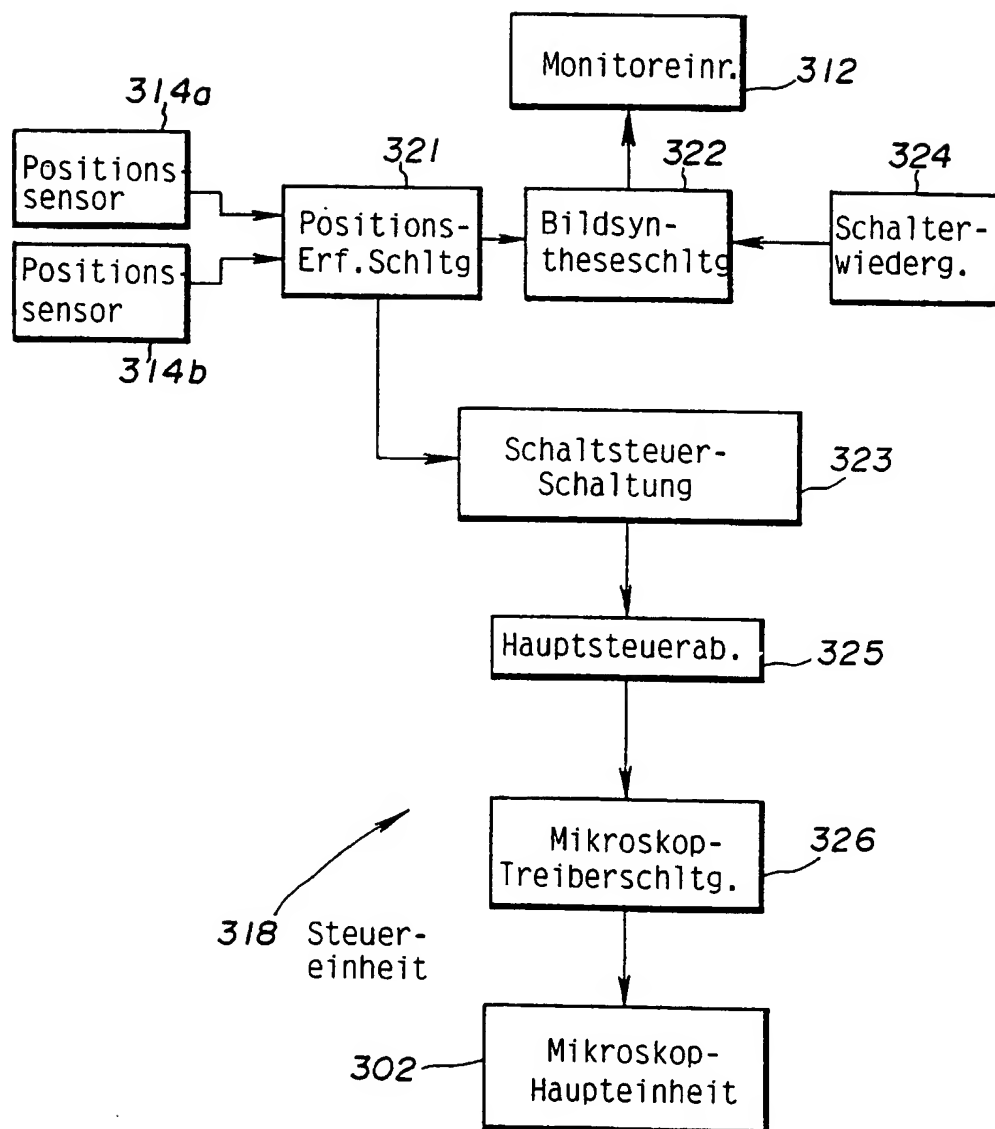 Monitoreinr.
312
314a
Positions
sensor
321
Positions-
Erf.Schltg
322
Bildsyn-
theseschltg
324
Schalter-
wiederg.
Positions
sensor
314b
Schaltsteuer-
Schaltung
323
Hauptsteuerab.
325
Mikroskop-
Treiberschltg.
326
318 Steuer-
einheit
302
Mikroskop-
Haupteinheit